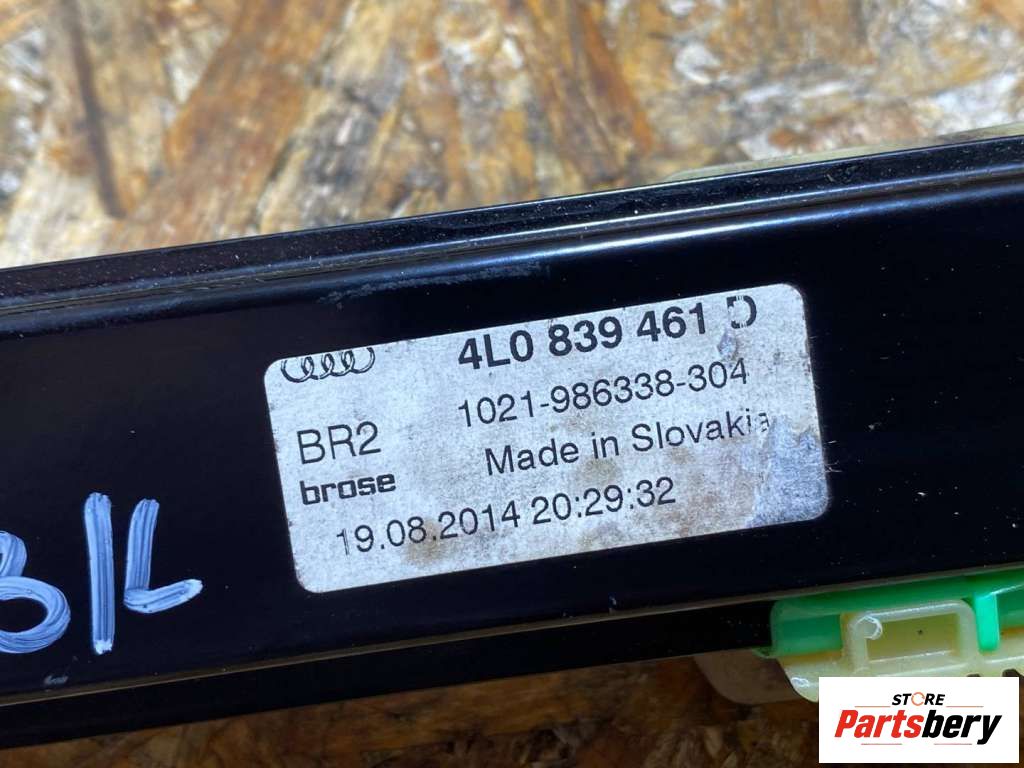 4L0 839 461 D
1021-986338-304
BR2
Made in Slovakia
brose
19.08.2014 20:29:32
B/L
STORE
Partsbery